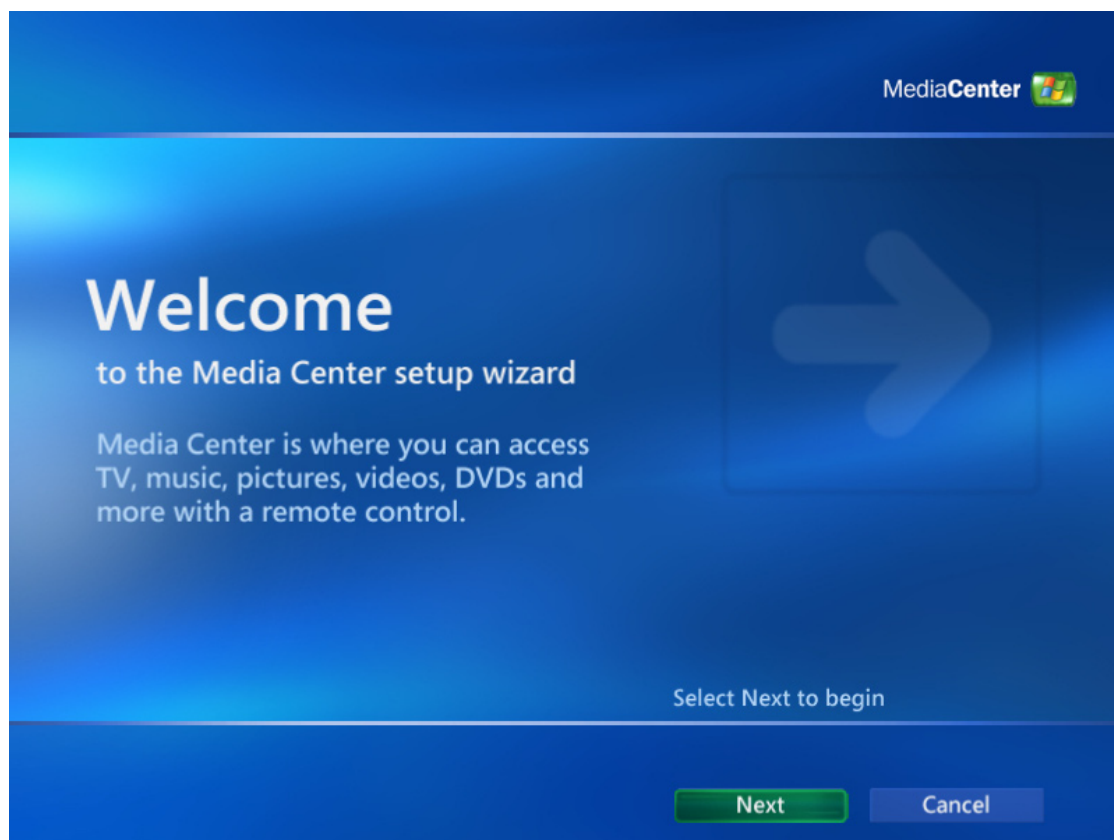 MediaCenter
Welcome
to the Media Center setup wizard
Media Center is where you can access
TV, music, pictures, videos, DVDs and
more with a remote control.
Select Next to begin
Next Cancel